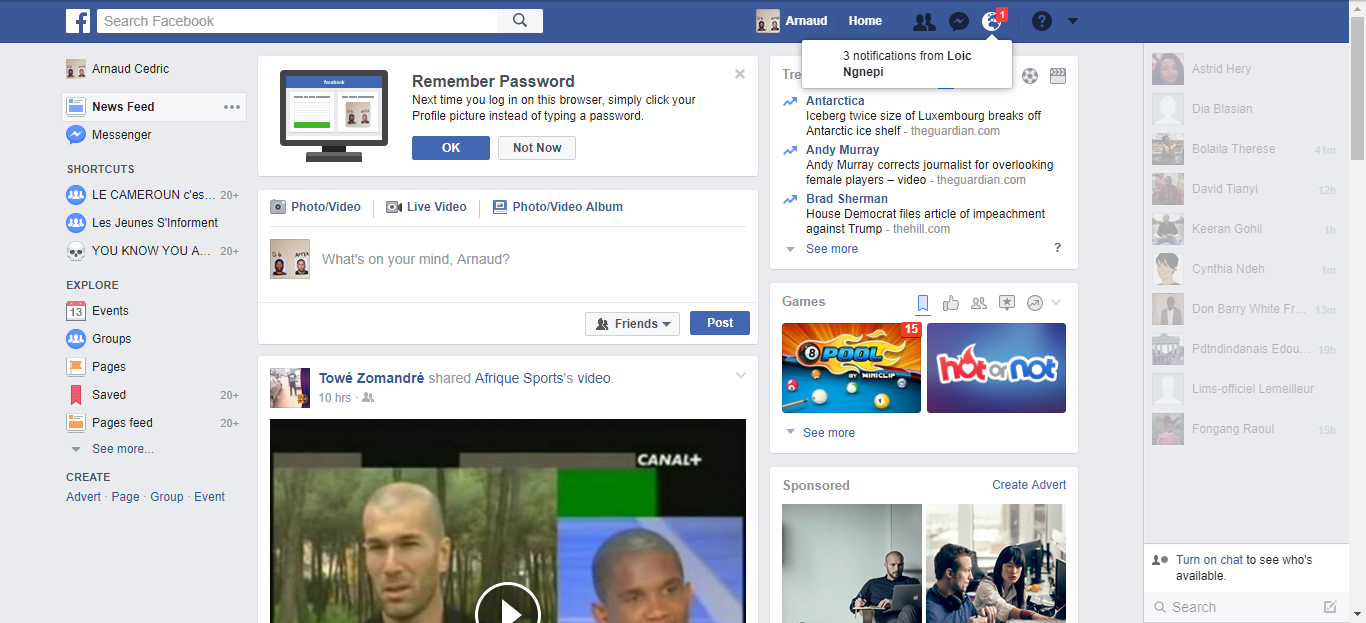 Search Facebook
Arnaud
Home
1
3 notifications from Loic
Ngnepi
Arnaud Cedric
News Feed
Messenger
SHORTCUTS
LE CAMEROUN c'es... 20+
Les Jeunes S'Informent
YOU KNOW YOU A... 20+
EXPLORE
13 Events
Groups
Pages
Saved 20+
Pages feed 20+
See more...
CREATE
Advert · Page · Group · Event
facebook
Remember Password
Next time you log in on this browser, simply click your
Profile picture instead of typing a password.
OK
Not Now
Photo/Video
Live Video
Photo/Video Album
What's on your mind, Arnaud?
Friends
Post
Towé Zomandré shared Afrique Sports's video.
10 hrs ·
CANAL+
Tre
Antarctica
Iceberg twice size of Luxembourg breaks off
Antarctic ice shelf - theguardian.com
Andy Murray
Andy Murray corrects journalist for overlooking
female players – video - theguardian.com
Brad Sherman
House Democrat files article of impeachment
against Trump - thehill.com
See more
?
Games
15
8 POOL
BY MINICLIP
hot or not
See more
Sponsored
Create Advert
Astrid Hery
Dia Blasian
Bolaila Therese 41m
David Tianyi 12h
Keeran Gohil 1h
Cynthia Ndeh 1m
Don Barry White Fr... 13m
Pdtndindanais Edou... 19h
Lims-officiel Lemeilleur
Fongang Raoul 15h
Turn on chat to see who's
available.
Search